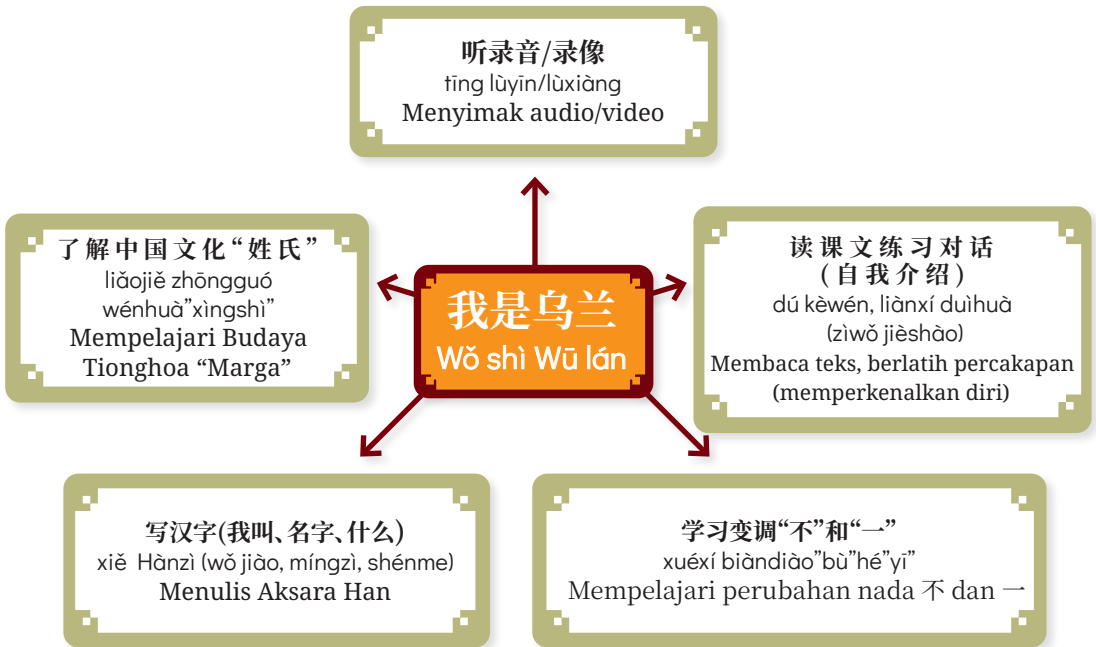 听录音/录像
tīng lùyīn/lùxiàng
Menyimak audio/video
了解中国文化“姓氏”
liǎojiě zhōngguó
wénhuà”xìngshì”
Mempelajari Budaya
Tionghoa “Marga”
我是乌兰
Wǒ shì Wū lán
读课文练习对话
(自我介绍)
dú kèwén, liànxí duìhuà
(zìwǒ jièshào)
Membaca teks, berlatih percakapan
(memperkenalkan diri)
写汉字(我叫、名字、什么)
xiě Hànzì (wǒ jiào, míngzì, shénme)
Menulis Aksara Han
学习变调“不”和“一”
xuéxí biàndiào”bù”hé”yī”
Mempelajari perubahan nada 不 dan 一